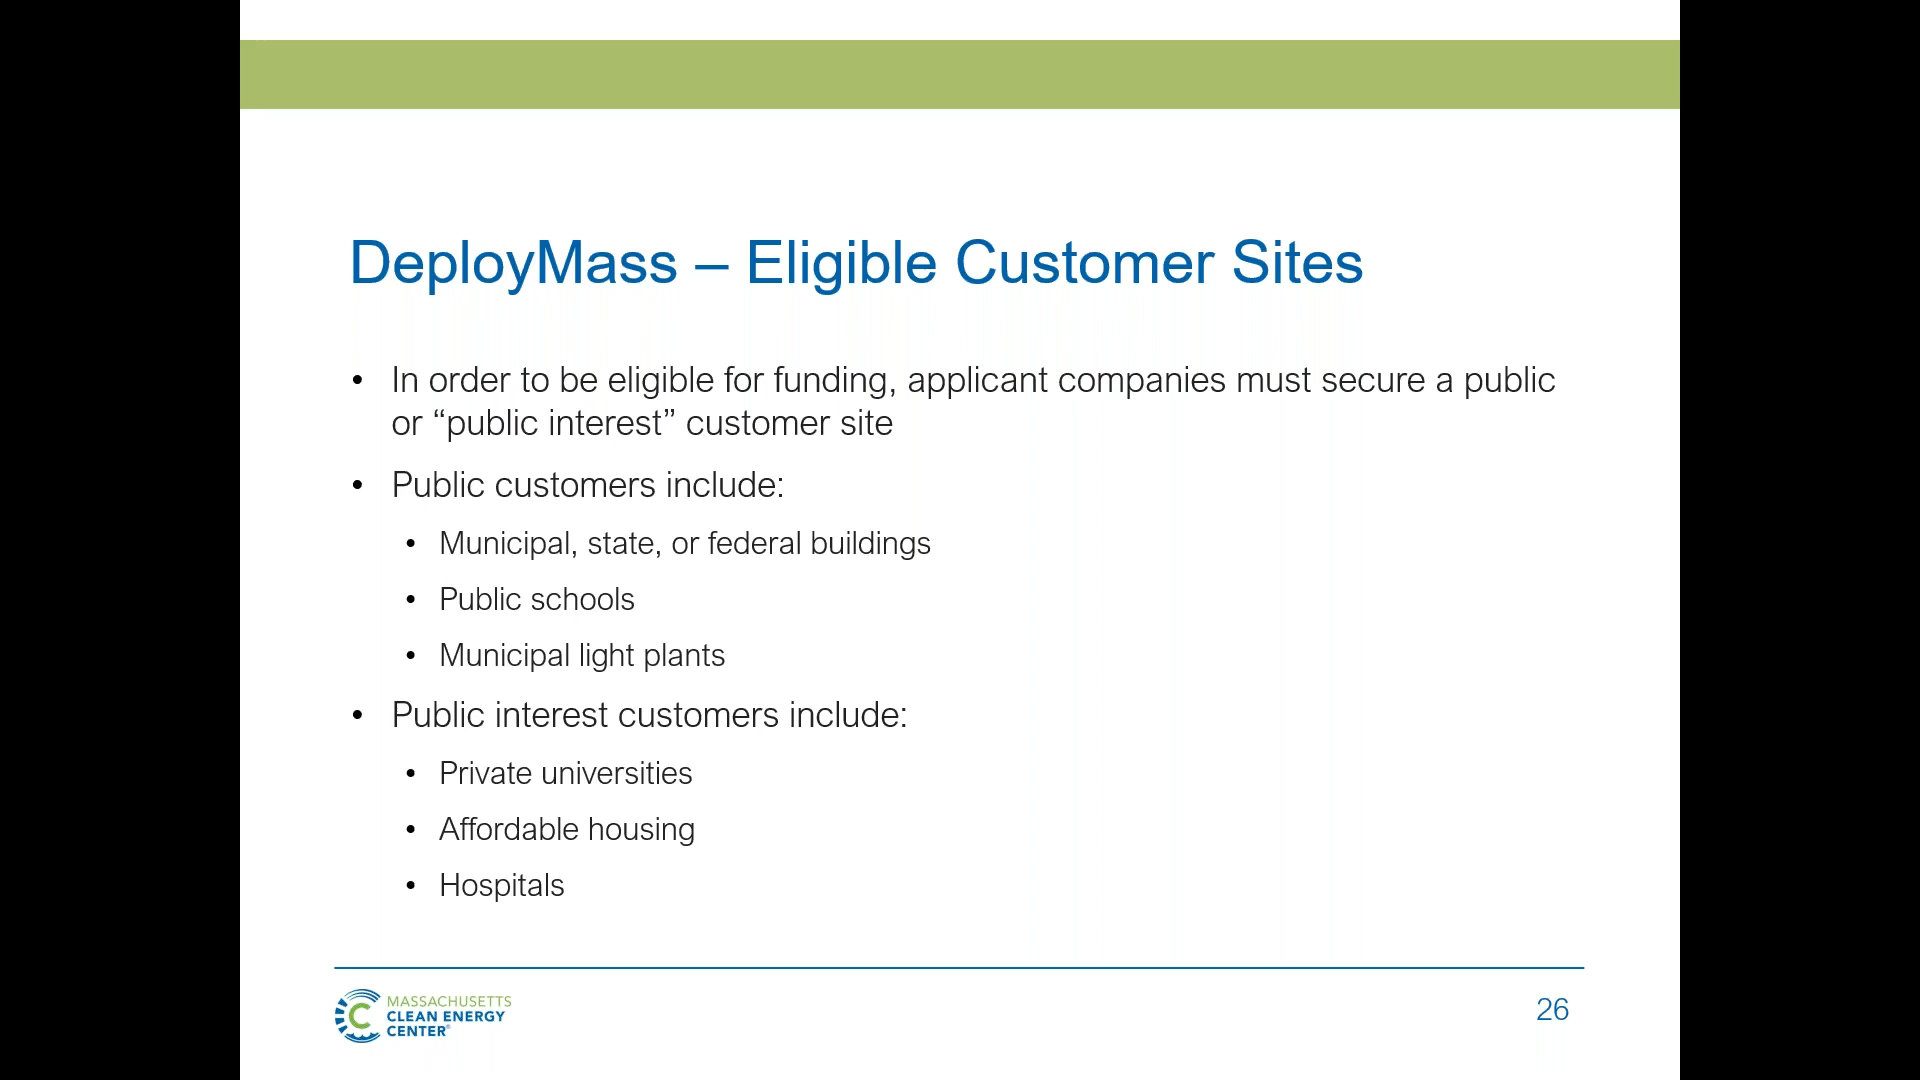 DeployMass – Eligible Customer Sites
• In order to be eligible for funding, applicant companies must secure a public
or “public interest” customer site
• Public customers include:
• Municipal, state, or federal buildings
• Public schools
• Municipal light plants
• Public interest customers include:
• Private universities
• Affordable housing
• Hospitals
MASSACHUSETTS
CLEAN ENERGY
CENTER®
26